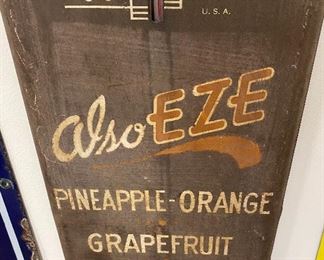 U.S.A.
also EZE
PINEAPPLE-ORANGE
GRAPEFRUIT